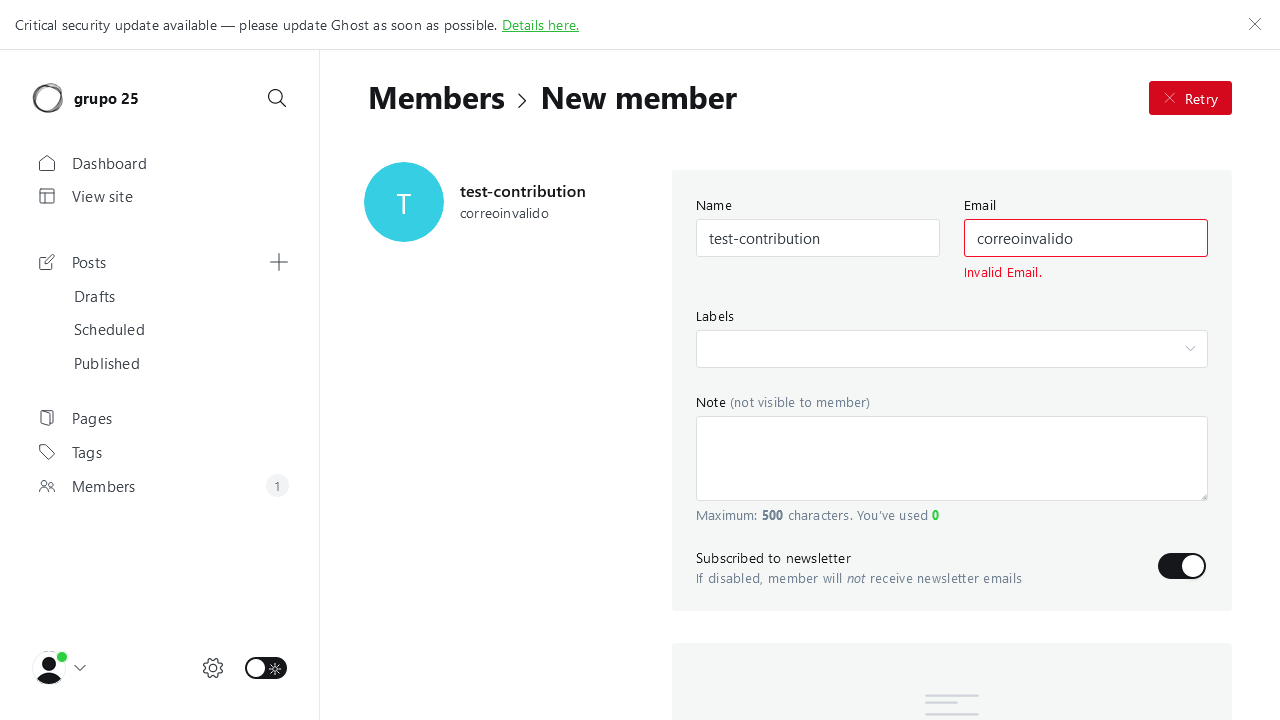 Critical security update available — please update Ghost as soon as possible. Details here.
grupo 25
Dashboard
View site
Posts
Drafts
Scheduled
Published
Pages
Tags
Members
1
Members > New member
Retry
T
test-contribution
correoinvalido
Name
test-contribution
Email
correoinvalido
Invalid Email.
Labels
Note (not visible to member)
Maximum: 500 characters. You've used 0
Subscribed to newsletter
If disabled, member will not receive newsletter emails